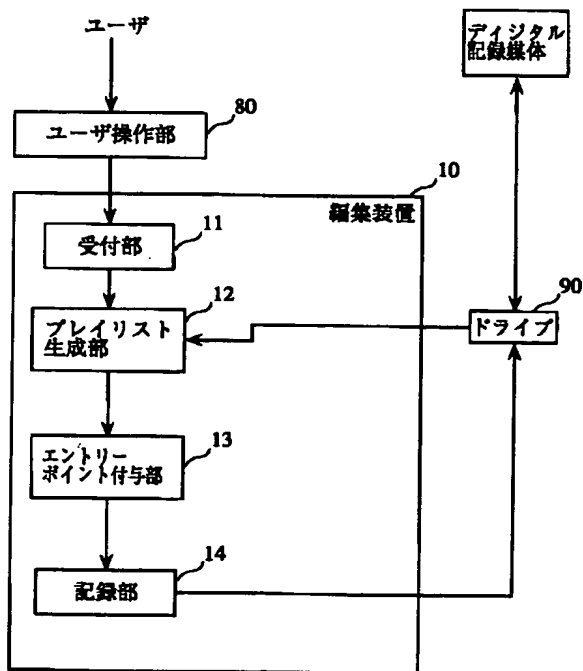 ユーザ
ディジタル
記録媒体
80
ユーザ操作部
10
編集装置
11
受付部
12
プレイリスト
生成部
90
ドライブ
13
エントリー
ポイント付与部
14
記録部